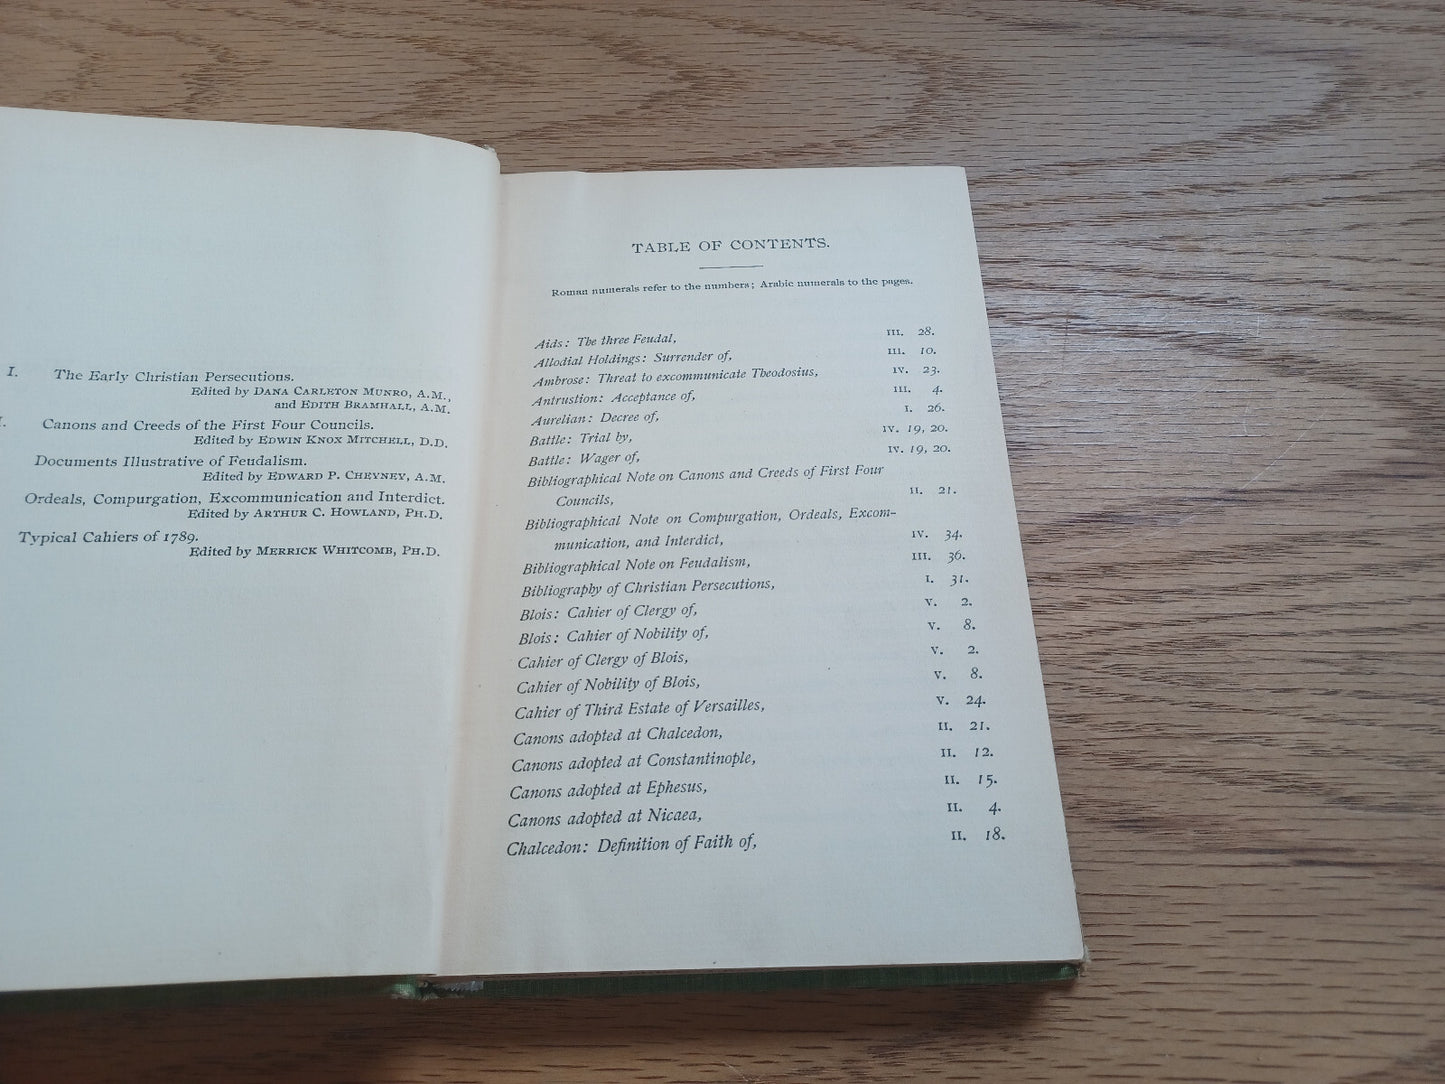 I. The Early Christian Persecutions.
Edited by DANA CARLETON MUNRO, A.M.,
and EDITH BRAMHALL, A.M.
I. Canons and Creeds of the First Four Councils.
Edited by EDWIN KNOX MITCHELL, D.D.
Documents Illustrative of Feudalism.
Edited by EDWARD P. CHEYNEY, A.M.
Ordeals, Compurgation, Excommunication and Interdict.
Edited by ARTHUR C. HOWLAND, PH.D.
Typical Cahiers of 1789.
Edited by MERRICK WHITCOMB, PH.D.
TABLE OF CONTENTS.
Roman numerals refer to the numbers; Arabic numerals to the pages.
Aids: The three Feudal, III. 28.
Allodial Holdings: Surrender of, III. 10.
Ambrose: Threat to excommunicate Theodosius, IV. 23.
Antrustion: Acceptance of, III. 4.
Aurelian: Decree of, I. 26.
Battle: Trial by, IV. 19, 20.
Battle: Wager of, IV. 19, 20.
Bibliographical Note on Canons and Creeds of First Four
Councils, II. 21.
Bibliographical Note on Compurgation, Ordeals, Excom-
munication, and Interdict, IV. 34.
Bibliographical Note on Feudalism, III. 36.
Bibliography of Christian Persecutions, I. 31.
Blois: Cahier of Clergy of, V. 2.
Blois: Cahier of Nobility of, V. 8.
Cahier of Clergy of Blois, V. 2.
Cahier of Nobility of Blois, V. 8.
Cahier of Third Estate of Versailles, V. 24.
Canons adopted at Chalcedon, II. 21.
Canons adopted at Constantinople, II. 12.
Canons adopted at Ephesus, II. 15.
Canons adopted at Nicaea, II. 4.
Chalcedon: Definition of Faith of, II. 18.